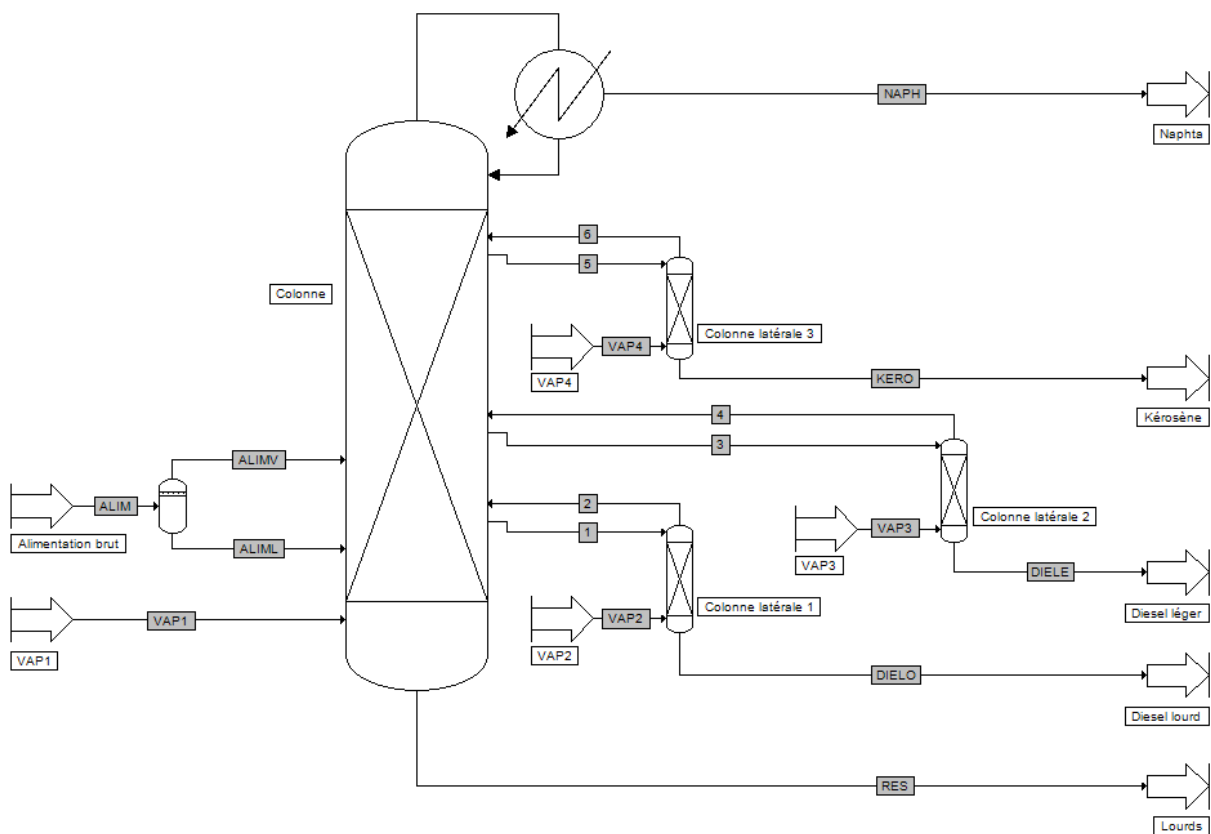 NAPH
Naphta
6
5
Colonne
Colonne latérale 3
VAP4
VAP4
KERO
Kérosène
4
3
ALIMV
ALIM
Alimentation brut
ALIML
2
1
VAP3
VAP3
Colonne latérale 2
DIELE
Diesel léger
VAP1
VAP1
VAP2
VAP2
Colonne latérale 1
DIELO
Diesel lourd
RES
Lourds